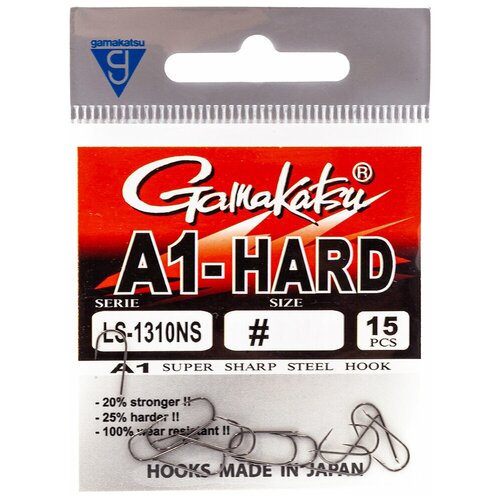 gamakatsu
Gamakatsu®
A1-HARD
SERIE SIZE
LS-1310NS # 15 PCS
A1 SUPER SHARP STEEL HOOK
- 20% stronger !!
- 25% harder !!
- 100% wear resistant !!
HOOKS MADE IN JAPAN